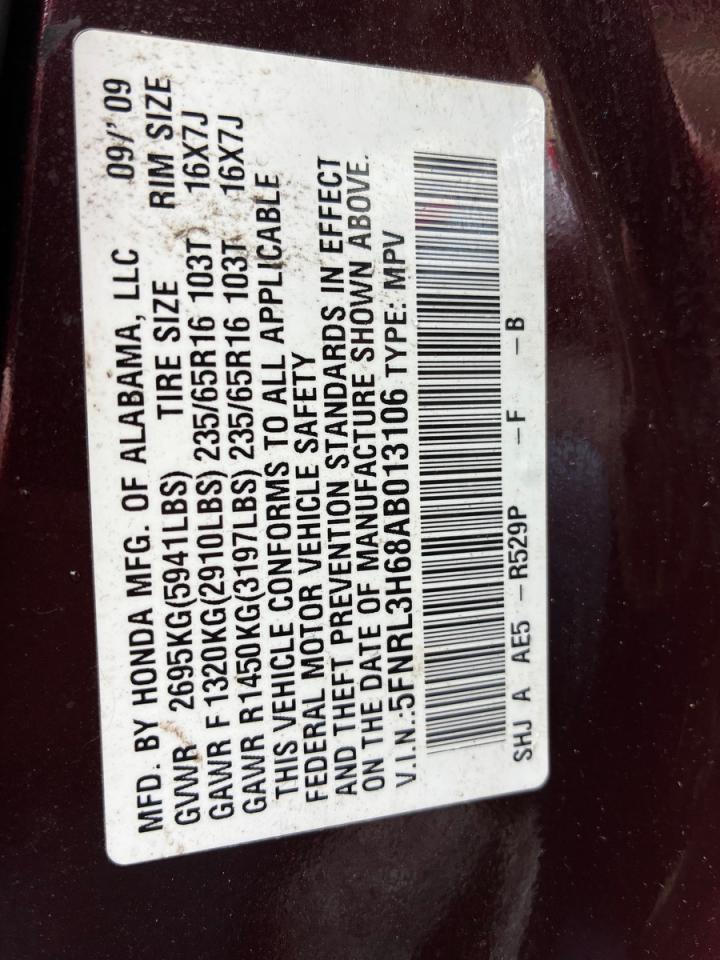 MFD. BY HONDA MFG. OF ALABAMA, LLC 09/'09
GVWR 2695KG(5941LBS) TIRE SIZE RIM SIZE
GAWR F 1320KG(2910LBS) 235/65R16 103T 16X7J
GAWR R1450KG(3197LBS) 235/65R16 103T 16X7J
THIS VEHICLE CONFORMS TO ALL APPLICABLE
FEDERAL MOTOR VEHICLE SAFETY
AND THEFT PREVENTION STANDARDS IN EFFECT
ON THE DATE OF MANUFACTURE SHOWN ABOVE.
V.I.N.:5FNRL3H68AB013106 TYPE: MPV
SHJ A AE5 -R529P -F -B